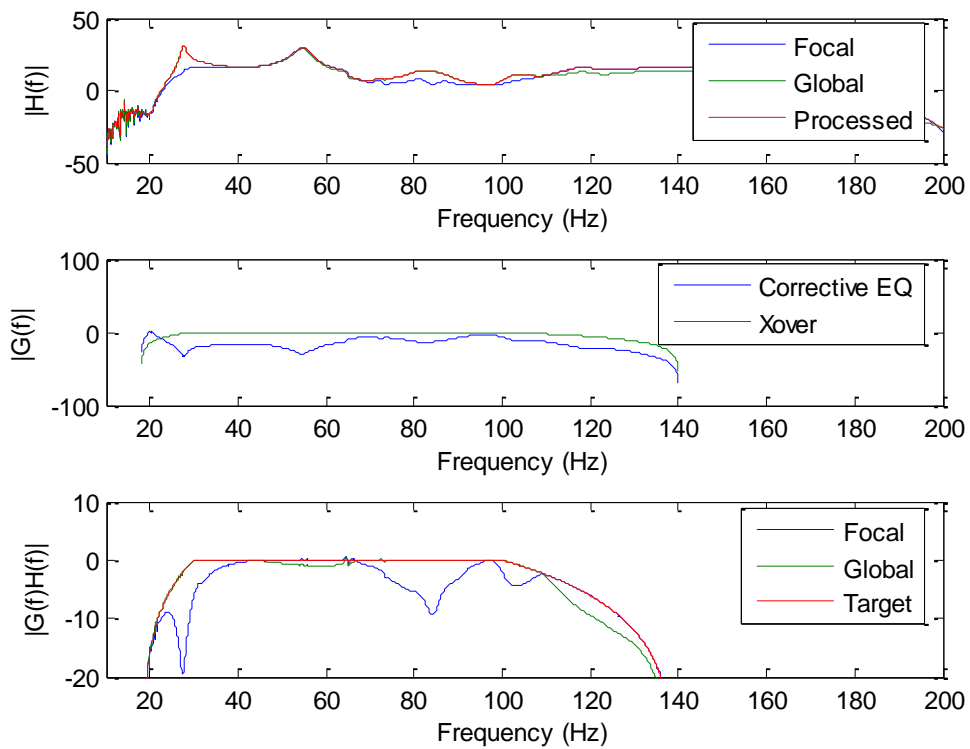 50
0
-50
|H(f)|
Focal
Global
Processed
20 40 60 80 100 120 140 160 180 200
Frequency (Hz)
100
0
-100
|G(f)|
Corrective EQ
Xover
20 40 60 80 100 120 140 160 180 200
Frequency (Hz)
10
0
-10
-20
|G(f)H(f)|
Focal
Global
Target
20 40 60 80 100 120 140 160 180 200
Frequency (Hz)